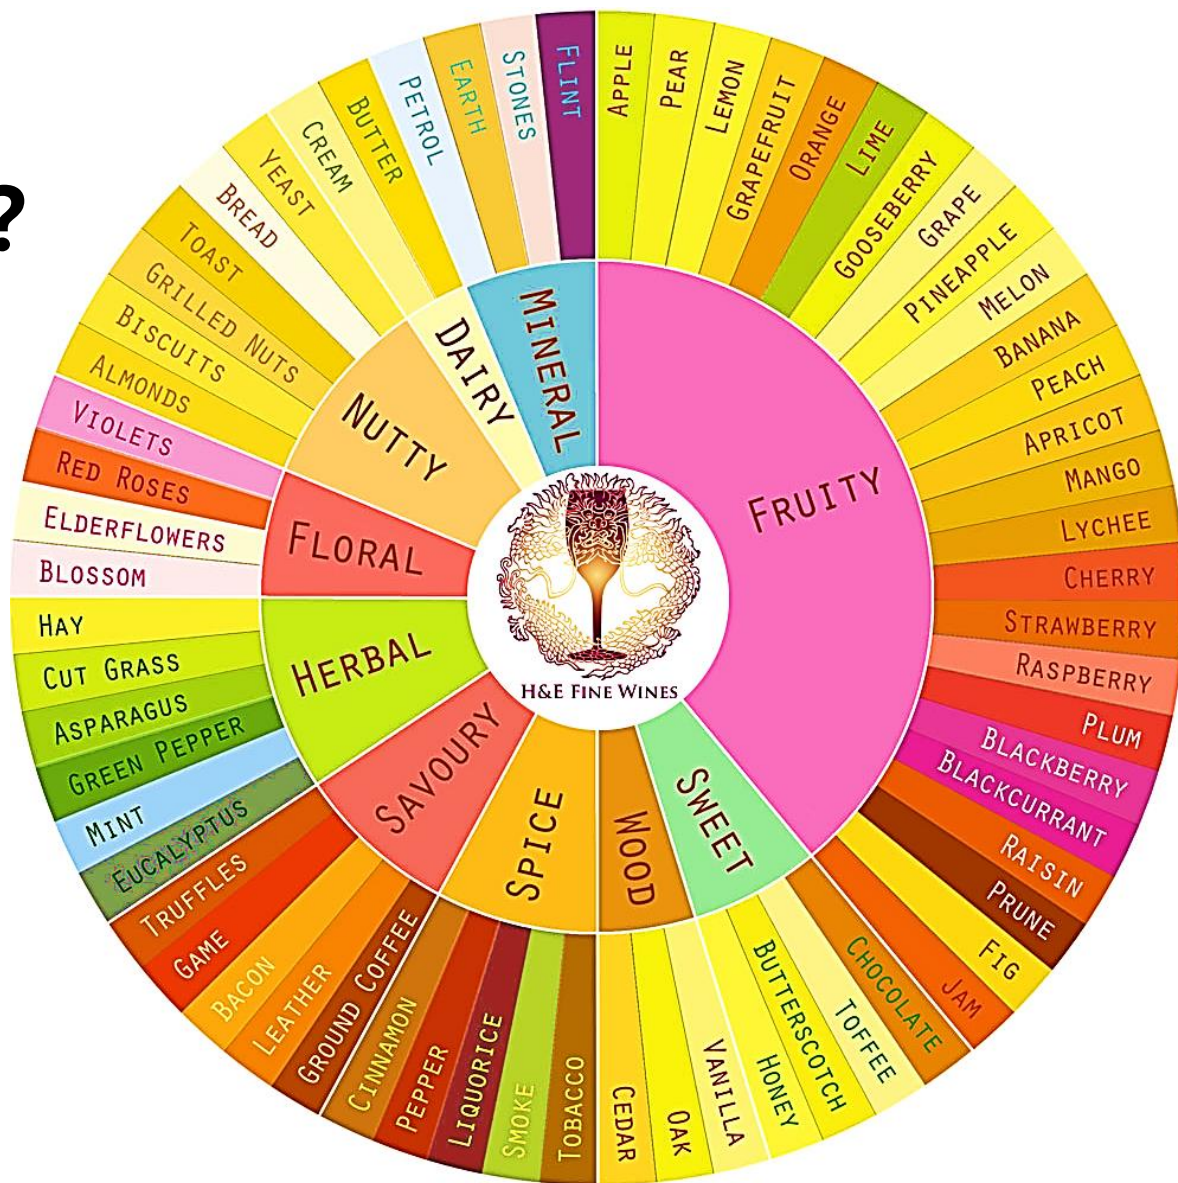 ?
FLINT
STONES
EARTH
PETROL
BUTTER
CREAM
YEAST
BREAD
TOAST
GRILLED NUTS
BISCUITS
ALMONDS
VIOLETS
RED ROSES
ELDERFLOWERS
BLOSSOM
HAY
CUT GRASS
ASPARAGUS
GREEN PEPPER
MINT
EUCALYPTUS
TRUFFLES
GAME
BACON
LEATHER
GROUND COFFEE
CINNAMON
PEPPER
LIQUORICE
SMOKE
TOBACCO
CEDAR
OAK
VANILLA
HONEY
BUTTERSCOTCH
TOFFEE
CHOCOLATE
JAM
FIG
PRUNE
RAISIN
BLACKCURRANT
BLACKBERRY
PLUM
RASPBERRY
STRAWBERRY
CHERRY
LYCHEE
MANGO
APRICOT
PEACH
BANANA
MELON
PINEAPPLE
GRAPE
GOOSEBERRY
LIME
ORANGE
GRAPEFRUIT
LEMON
PEAR
APPLE
MINERAL
DAIRY
NUTTY
FLORAL
HERBAL
SAVOURY
SPICE
WOOD
SWEET
FRUITY
H&E FINE WINES